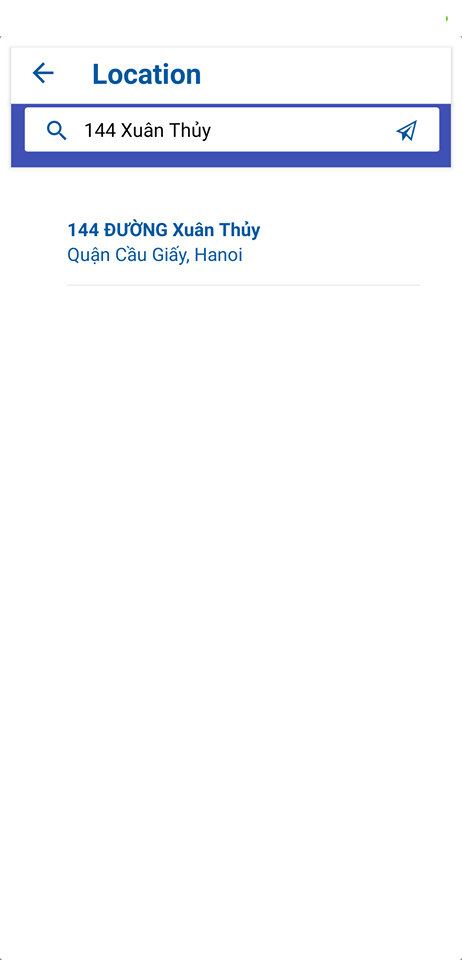 Location
144 Xuân Thủy
144 ĐƯỜNG Xuân Thủy
Quận Cầu Giấy, Hanoi